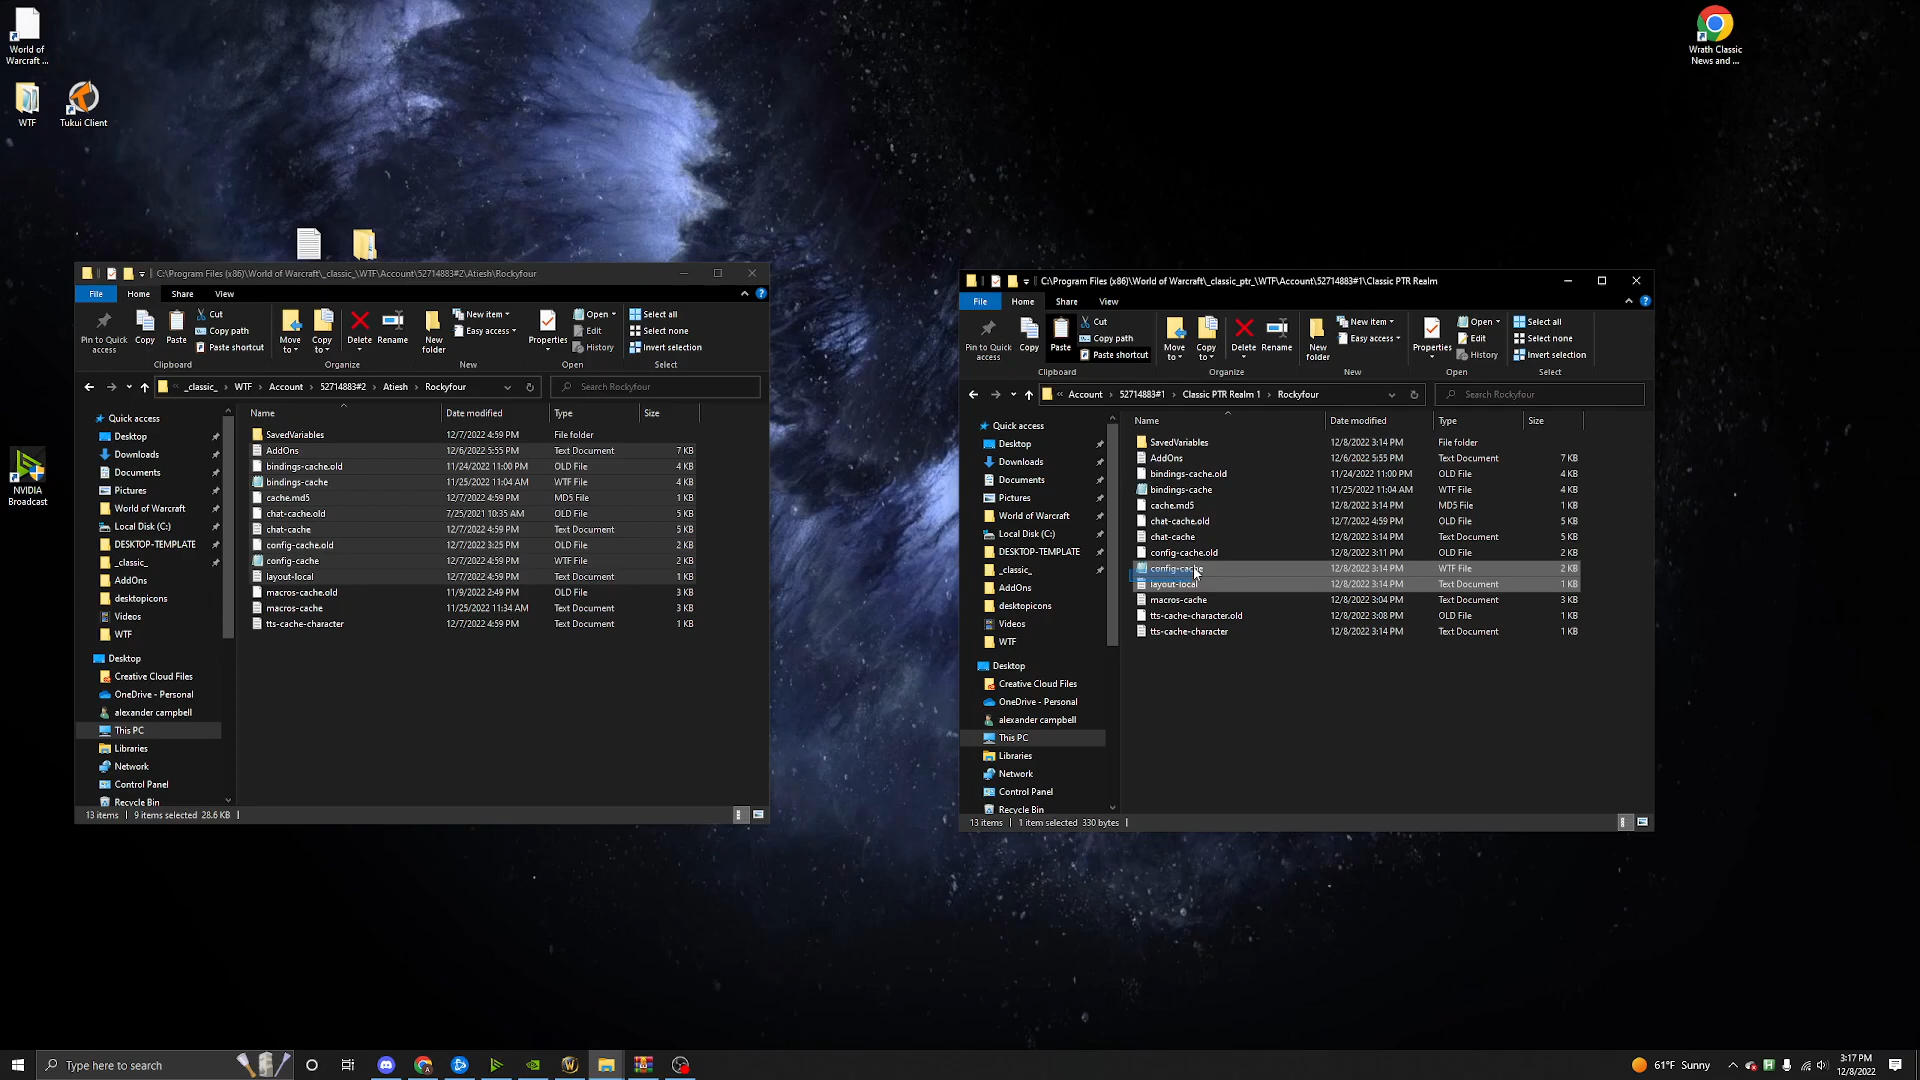 World of
Warcraft ...
WTF
Tukui Client
NVIDIA
Broadcast
Wrath Classic
News and ...
C:\Program Files (x86)\World of Warcraft\_classic_\WTF\Account\52714883#2\Atiesh\Rockyfour
File Home Share View
Pin to Quick
access
Copy
Paste
Cut
Copy path
Paste shortcut
Clipboard
Move
to
Copy
to
Delete
Rename
Organize
New
folder
New item
Easy access
New
Properties
Open
Edit
History
Open
Select all
Select none
Invert selection
Select
_classic_ > WTF > Account > 52714883#2 > Atiesh > Rockyfour
Search Rockyfour
Quick access
Desktop
Downloads
Documents
Pictures
World of Warcraft
Local Disk (C:)
DESKTOP-TEMPLATE
_classic_
AddOns
desktopicons
Videos
WTF
Desktop
Creative Cloud Files
OneDrive - Personal
alexander campbell
This PC
Libraries
Network
Control Panel
Recycle Bin
Name Date modified Type Size
SavedVariables 12/7/2022 4:59 PM File folder
AddOns 12/6/2022 5:55 PM Text Document 7 KB
bindings-cache.old 11/24/2022 11:00 PM OLD File 4 KB
bindings-cache 11/25/2022 11:04 AM WTF File 4 KB
cache.md5 12/7/2022 4:59 PM MD5 File 1 KB
chat-cache.old 7/25/2021 10:35 AM OLD File 5 KB
chat-cache 12/7/2022 4:59 PM Text Document 5 KB
config-cache.old 12/7/2022 3:25 PM OLD File 2 KB
config-cache 12/7/2022 4:59 PM WTF File 2 KB
layout-local 12/7/2022 4:59 PM Text Document 1 KB
macros-cache.old 11/9/2022 2:49 PM OLD File 3 KB
macros-cache 11/25/2022 11:34 AM Text Document 3 KB
tts-cache-character 12/7/2022 4:59 PM Text Document 1 KB
13 items 9 items selected 28.6 KB
C:\Program Files (x86)\World of Warcraft\_classic_ptr_\WTF\Account\52714883#1\Classic PTR Realm
File Home Share View
Pin to Quick
access
Copy
Paste
Cut
Copy path
Paste shortcut
Clipboard
Move
to
Copy
to
Delete
Rename
Organize
New
folder
New item
Easy access
New
Properties
Open
Edit
History
Open
Select all
Select none
Invert selection
Select
« Account > 52714883#1 > Classic PTR Realm 1 > Rockyfour
Search Rockyfour
Quick access
Desktop
Downloads
Documents
Pictures
World of Warcraft
Local Disk (C:)
DESKTOP-TEMPLATE
_classic_
AddOns
desktopicons
Videos
WTF
Desktop
Creative Cloud Files
OneDrive - Personal
alexander campbell
This PC
Libraries
Network
Control Panel
Recycle Bin
Name Date modified Type Size
SavedVariables 12/8/2022 3:14 PM File folder
AddOns 12/6/2022 5:55 PM Text Document 7 KB
bindings-cache.old 11/24/2022 11:00 PM OLD File 4 KB
bindings-cache 11/25/2022 11:04 AM WTF File 4 KB
cache.md5 12/8/2022 3:14 PM MD5 File 1 KB
chat-cache.old 12/7/2022 4:59 PM OLD File 5 KB
chat-cache 12/8/2022 3:14 PM Text Document 5 KB
config-cache.old 12/8/2022 3:11 PM OLD File 2 KB
config-cache 12/8/2022 3:14 PM WTF File 2 KB
layout-local 12/8/2022 3:14 PM Text Document 1 KB
macros-cache 12/8/2022 3:04 PM Text Document 3 KB
tts-cache-character.old 12/8/2022 3:08 PM OLD File 1 KB
tts-cache-character 12/8/2022 3:14 PM Text Document 1 KB
13 items 1 item selected 330 bytes
Type here to search
61°F Sunny
3:17 PM
12/8/2022